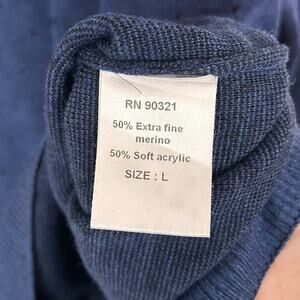 RN 90321
50% Extra fine
merino
50% Soft acrylic
SIZE : L